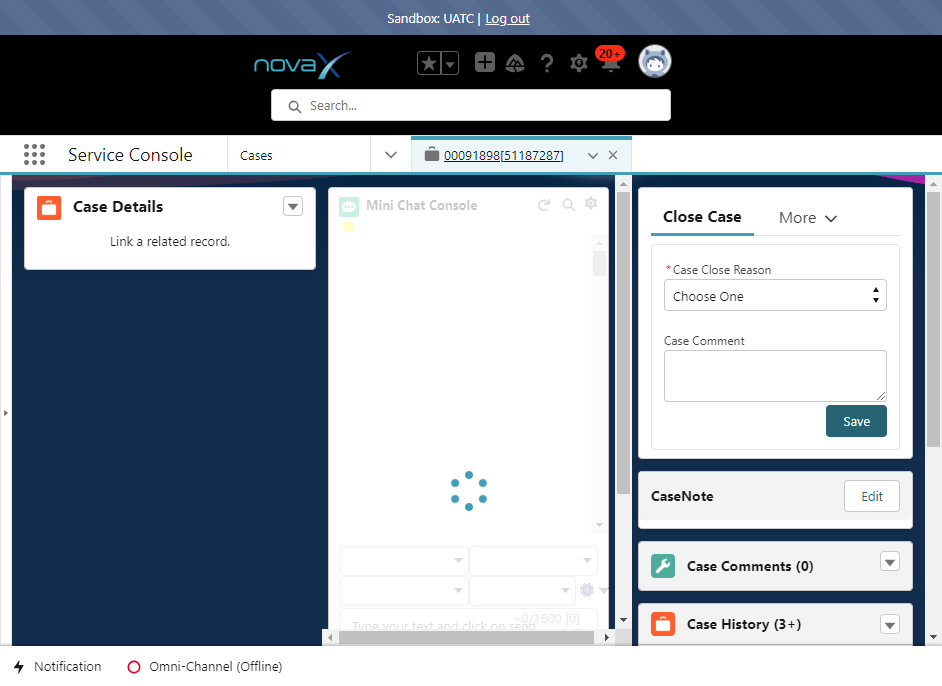 Sandbox: UATC | Log out
novaX
20+
Search...
Service Console
Cases
00091898[51187287]
Case Details
Link a related record.
Mini Chat Console
~0/1600 [0]
Type your text and click on send
Close Case
More
*Case Close Reason
Choose One
Case Comment
Save
CaseNote
Edit
Case Comments (0)
Case History (3+)
Notification
Omni-Channel (Offline)